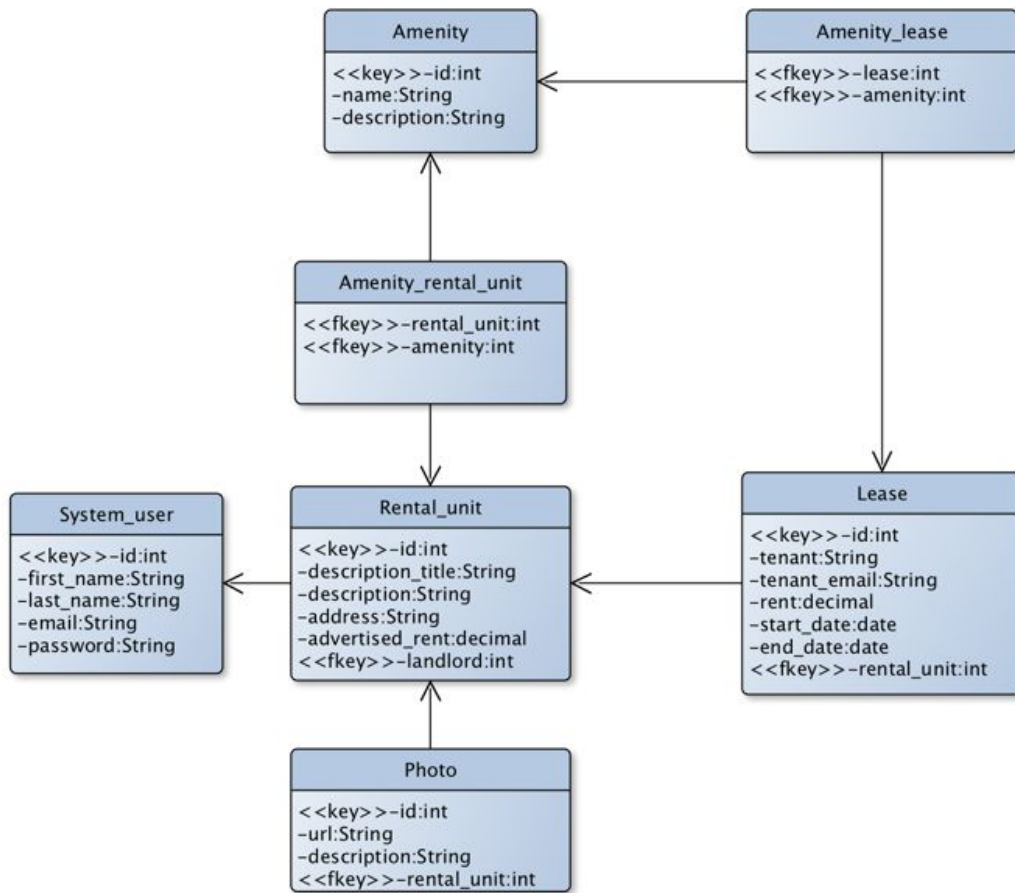 Amenity
<<key>>-id:int
-name:String
-description:String
Amenity_lease
<<fkey>>-lease:int
<<fkey>>-amenity:int
Amenity_rental_unit
<<fkey>>-rental_unit:int
<<fkey>>-amenity:int
System_user
<<key>>-id:int
-first_name:String
-last_name:String
-email:String
-password:String
Rental_unit
<<key>>-id:int
-description_title:String
-description:String
-address:String
-advertised_rent:decimal
<<fkey>>-landlord:int
Lease
<<key>>-id:int
-tenant:String
-tenant_email:String
-rent:decimal
-start_date:date
-end_date:date
<<fkey>>-rental_unit:int
Photo
<<key>>-id:int
-url:String
-description:String
<<fkey>>-rental_unit:int